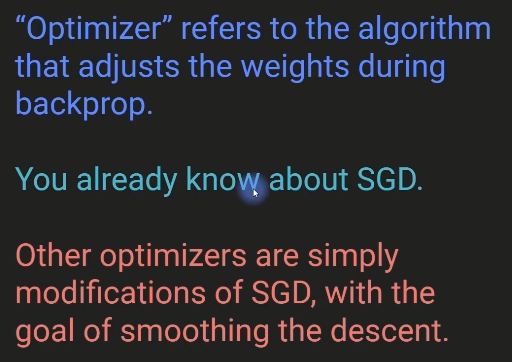 “Optimizer” refers to the algorithm
that adjusts the weights during
backprop.
You already know about SGD.
Other optimizers are simply
modifications of SGD, with the
goal of smoothing the descent.